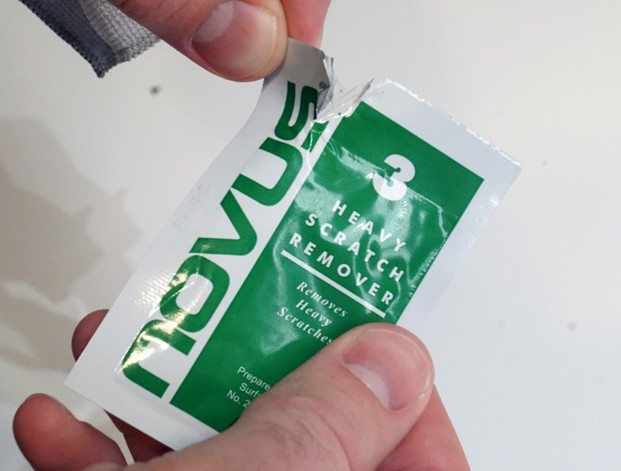 novus
3
HEAVY
SCRATCH
REMOVER
Removes
Heavy
Scratches
Prepare
Surf
No. 2